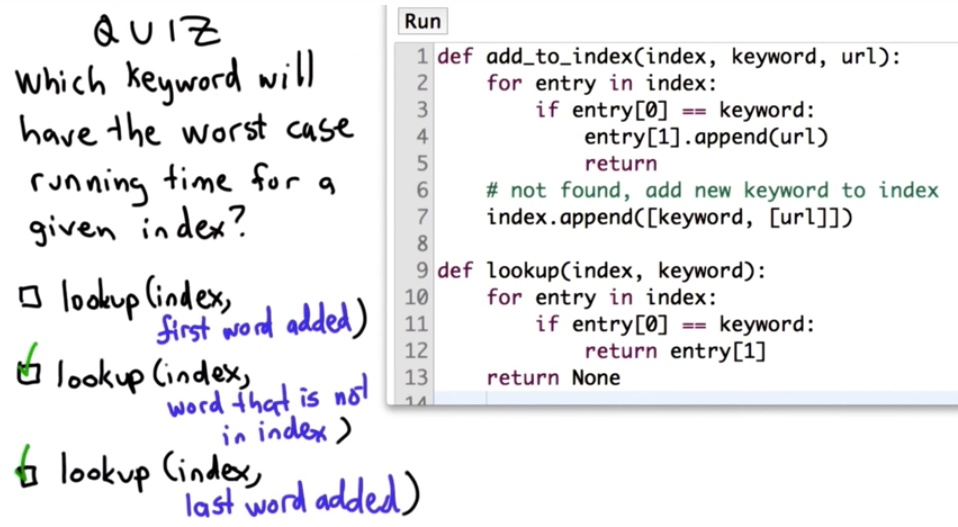 QUIZ
Which keyword will
have the worst case
running time for a
given index?
lookup (index,
first word added)
lookup (index,
word that is not
in index)
lookup (index,
last word added)
Run
1 def add_to_index(index, keyword, url):
2     for entry in index:
3         if entry[0] == keyword:
4             entry[1].append(url)
5             return
6     # not found, add new keyword to index
7     index.append([keyword, [url]])
8
9 def lookup(index, keyword):
10     for entry in index:
11         if entry[0] == keyword:
12             return entry[1]
13     return None
14